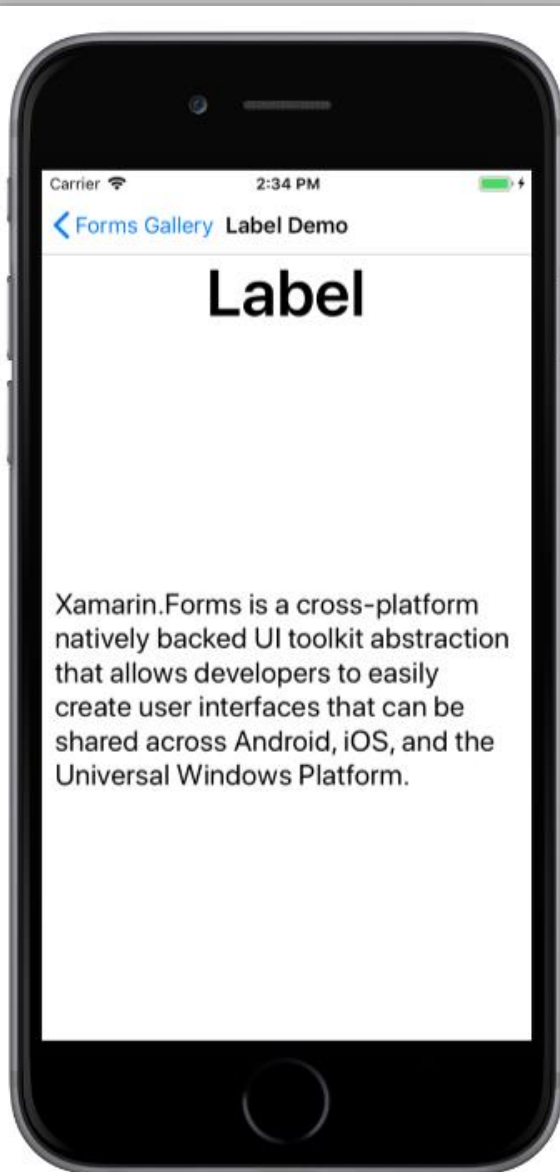 Carrier
2:34 PM
Forms Gallery Label Demo
Label
Xamarin.Forms is a cross-platform
natively backed UI toolkit abstraction
that allows developers to easily
create user interfaces that can be
shared across Android, iOS, and the
Universal Windows Platform.